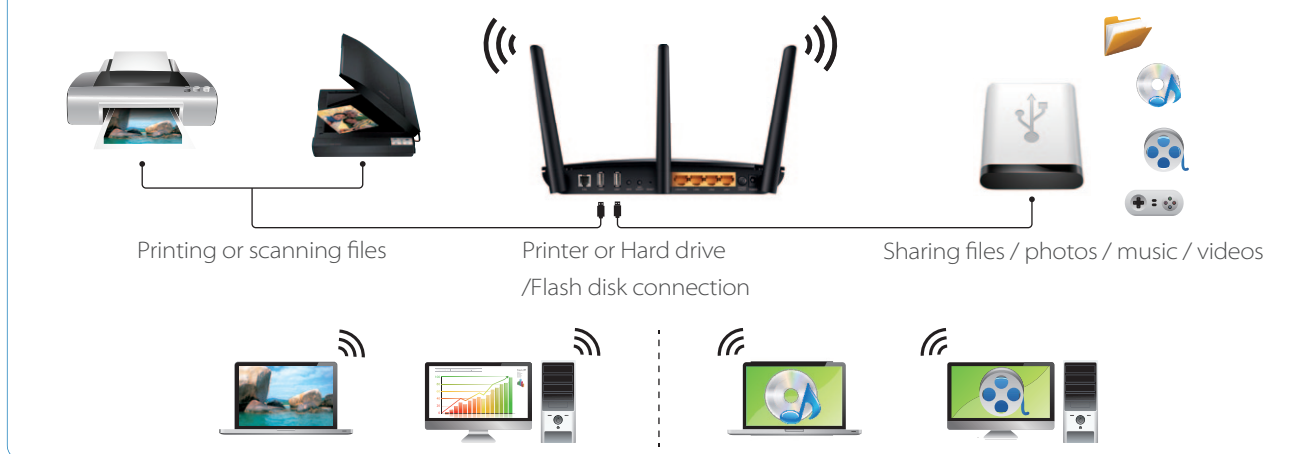 Printing or scanning files
Printer or Hard drive
/Flash disk connection
Sharing files / photos / music / videos